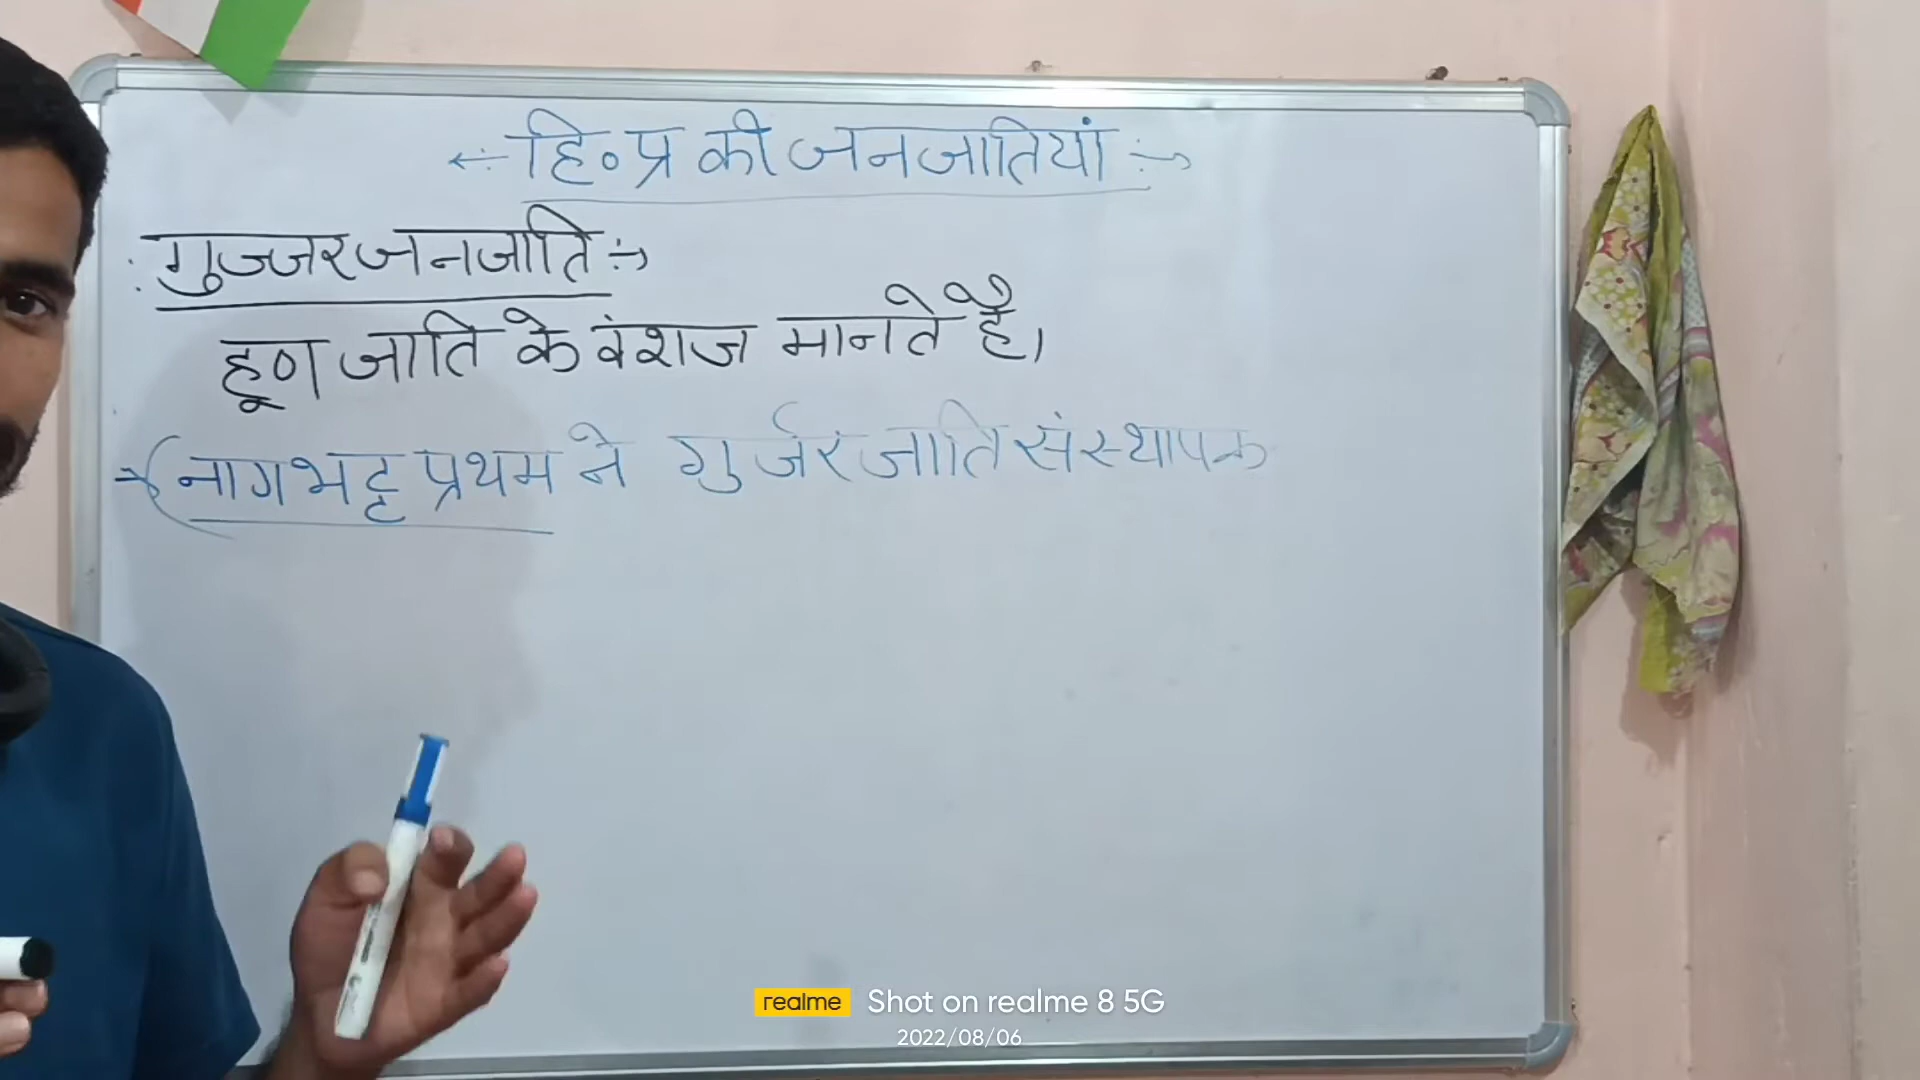 हि॰प्र की जनजातियां
गुज्जर जनजाति
हूण जाति के वंशज मानते है।
नागभट्ट प्रथम ने गुर्जर जाति संस्थापक
realme Shot on realme 8 5G
2022/08/06